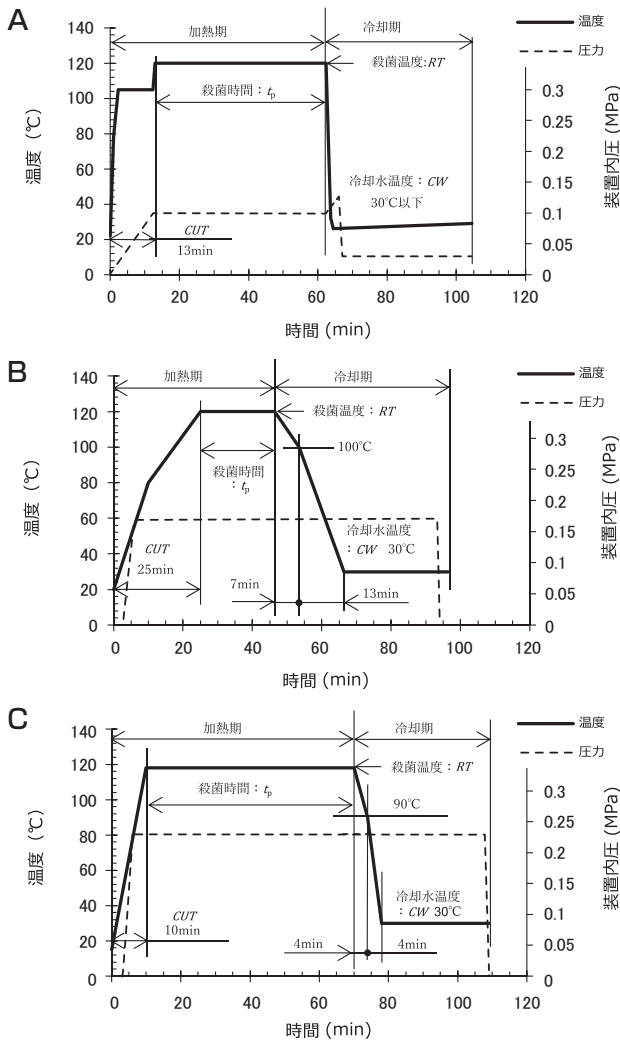 A
加熱期
冷却期
温度
圧力
殺菌温度:RT
殺菌時間：tp
冷却水温度：CW
30℃以下
CUT
13min
温度 (℃)
装置内圧 (MPa)
140
120
100
80
60
40
20
0
0.3
0.25
0.2
0.15
0.1
0.05
0
0 20 40 60 80 100 120
時間 (min)
B
加熱期
冷却期
温度
圧力
殺菌温度：RT
100℃
殺菌時間
：tp
冷却水温度
：CW 30℃
CUT
25min
7min
13min
温度 (℃)
装置内圧 (MPa)
140
120
100
80
60
40
20
0
0.3
0.25
0.2
0.15
0.1
0.05
0
0 20 40 60 80 100 120
時間 (min)
C
加熱期
冷却期
温度
圧力
殺菌温度：RT
殺菌時間：tp
90℃
冷却水温度
：CW 30℃
CUT
10min
4min
4min
温度 (℃)
装置内圧 (MPa)
140
120
100
80
60
40
20
0
0.3
0.25
0.2
0.15
0.1
0.05
0
0 20 40 60 80 100 120
時間 (min)